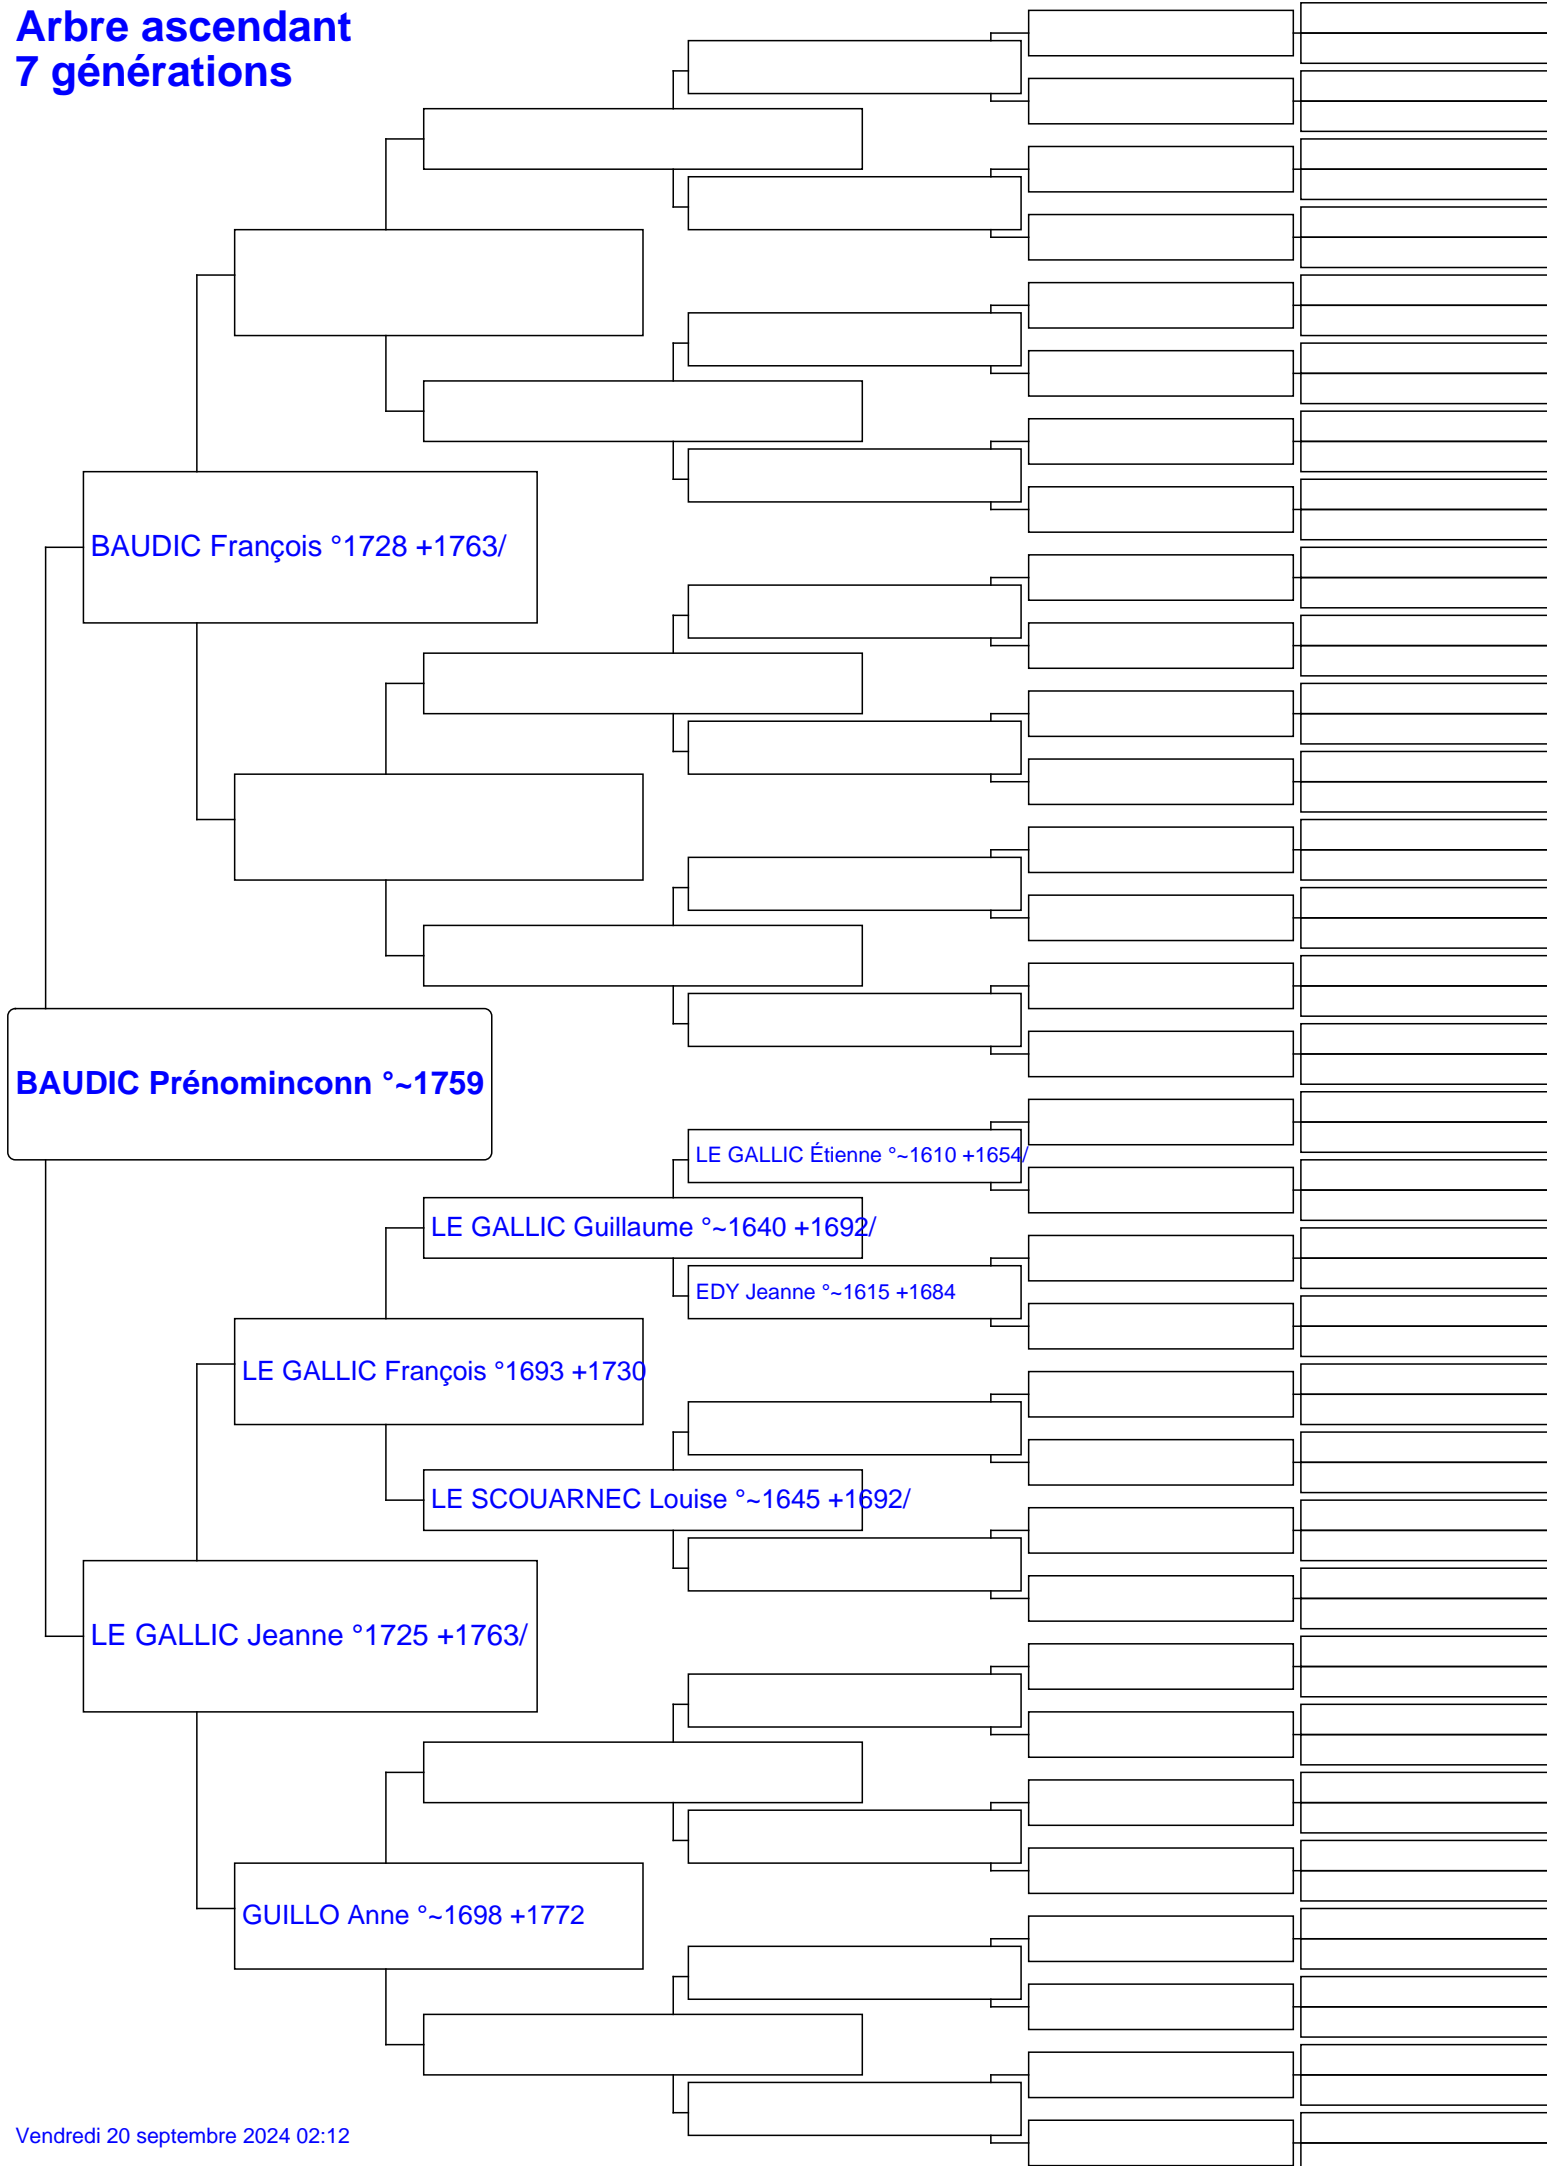 Arbre ascendant
7 générations
BAUDIC François °1728 +1763/
BAUDIC Prénominconn °~1759
LE GALLIC Étienne °~1610 +1654/
LE GALLIC Guillaume °~1640 +1692/
EDY Jeanne °~1615 +1684
LE GALLIC François °1693 +1730
LE SCOUARNEC Louise °~1645 +1692/
LE GALLIC Jeanne °1725 +1763/
GUILLO Anne °~1698 +1772
Vendredi 20 septembre 2024 02:12